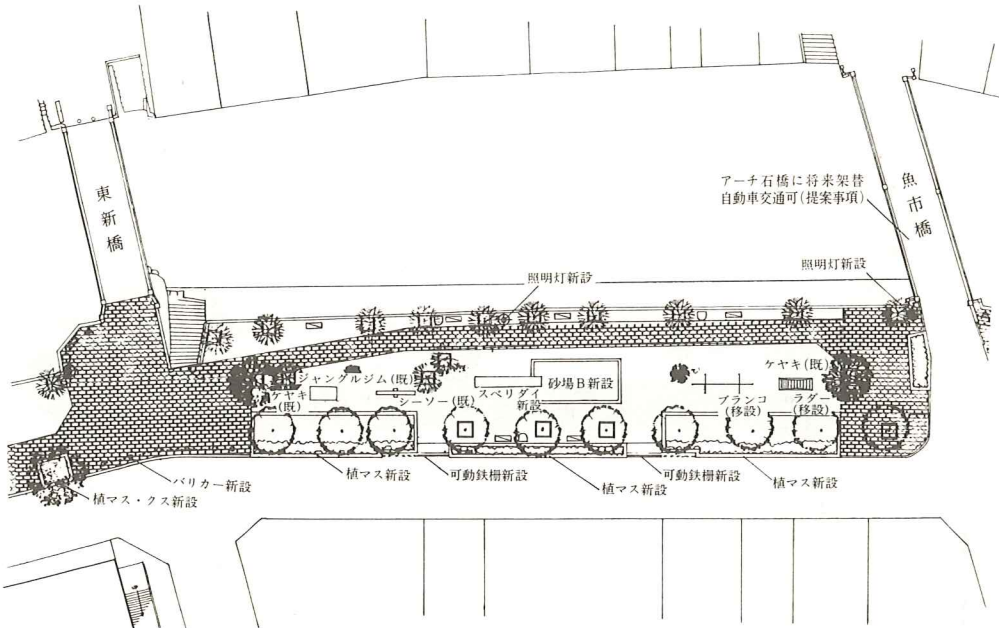 東新橋
アーチ石橋に将来架替
自動車交通可(提案事項)
魚市橋
照明灯新設
照明灯新設
ジャングルジム(既)
ケヤキ
(既)
シーソー(既)
スベリダイ
新設
砂場B新設
ブランコ
(移設)
ケヤキ(既)
ラダー
(移設)
バリカー新設
植マス・クス新設
植マス新設
可動鉄柵新設
植マス新設
可動鉄柵新設
植マス新設